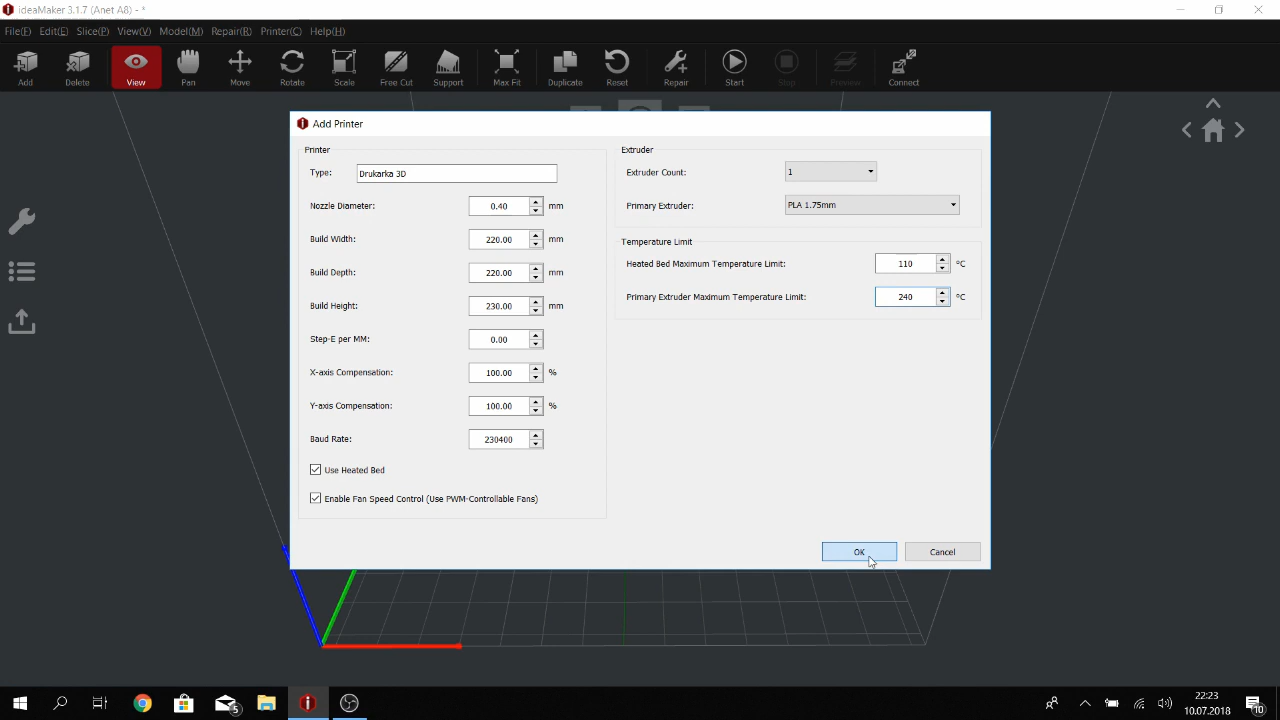 ideaMaker 3.1.7 (Anet A8) - *
File(F) Edit(E) Slice(P) View(V) Model(M) Repair(R) Printer(C) Help(H)
Add Delete View Pan Move Rotate Scale Free Cut Support Max Fit Duplicate Reset Repair Start Stop Preview Connect
Add Printer
Printer
Type: Drukarka 3D
Nozzle Diameter: 0.40 mm
Build Width: 220.00 mm
Build Depth: 220.00 mm
Build Height: 230.00 mm
Step-E per MM: 0.00
X-axis Compensation: 100.00 %
Y-axis Compensation: 100.00 %
Baud Rate: 230400
Use Heated Bed
Enable Fan Speed Control (Use PWM-Controllable Fans)
Extruder
Extruder Count: 1
Primary Extruder: PLA 1.75mm
Temperature Limit
Heated Bed Maximum Temperature Limit: 110 °C
Primary Extruder Maximum Temperature Limit: 240 °C
OK Cancel
5
22:23
10.07.2018
10